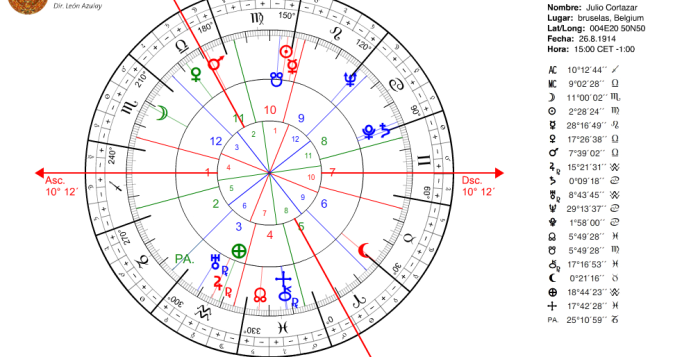 Dir. León Azulay
Nombre: Julio Cortazar
Lugar: bruselas, Belgium
Lat/Long: 004E20 50N50
Fecha: 26.8.1914
Hora: 15:00 CET -1:00
AC 10°12´44´´ ♐
MC 9°02´28´´ ♎
☽ 11°00´02´´ ♏
☉ 2°28´24´´ ♍
☿ 28°16´49´´ ♌
♀ 17°26´38´´ ♎
♂ 7°39´02´´ ♎
♃R 15°21´31´´ ♒
♄ 0°09´18´´ ♋
♅R 8°43´45´´ ♒
♆ 29°13´37´´ ♋
♇ 1°58´00´´ ♋
☊ 5°49´28´´ ♓
☋ 5°49´28´´ ♍
⚷R 17°16´53´´ ♓
⚸ 0°21´16´´ ♉
⊕ 18°44´23´´ ♒
17°42´28´´ ♓
PA. 25°10´59´´ ♑
Asc.
10° 12´
Dsc.
10° 12´
150°
120°
90°
60°
30°
0°
330°
300°
270°
240°
210°
PA.
1
2
3
4
5
6
7
8
9
10
11
12
1
2
3
4
5
6
7
8
9
10
11
12